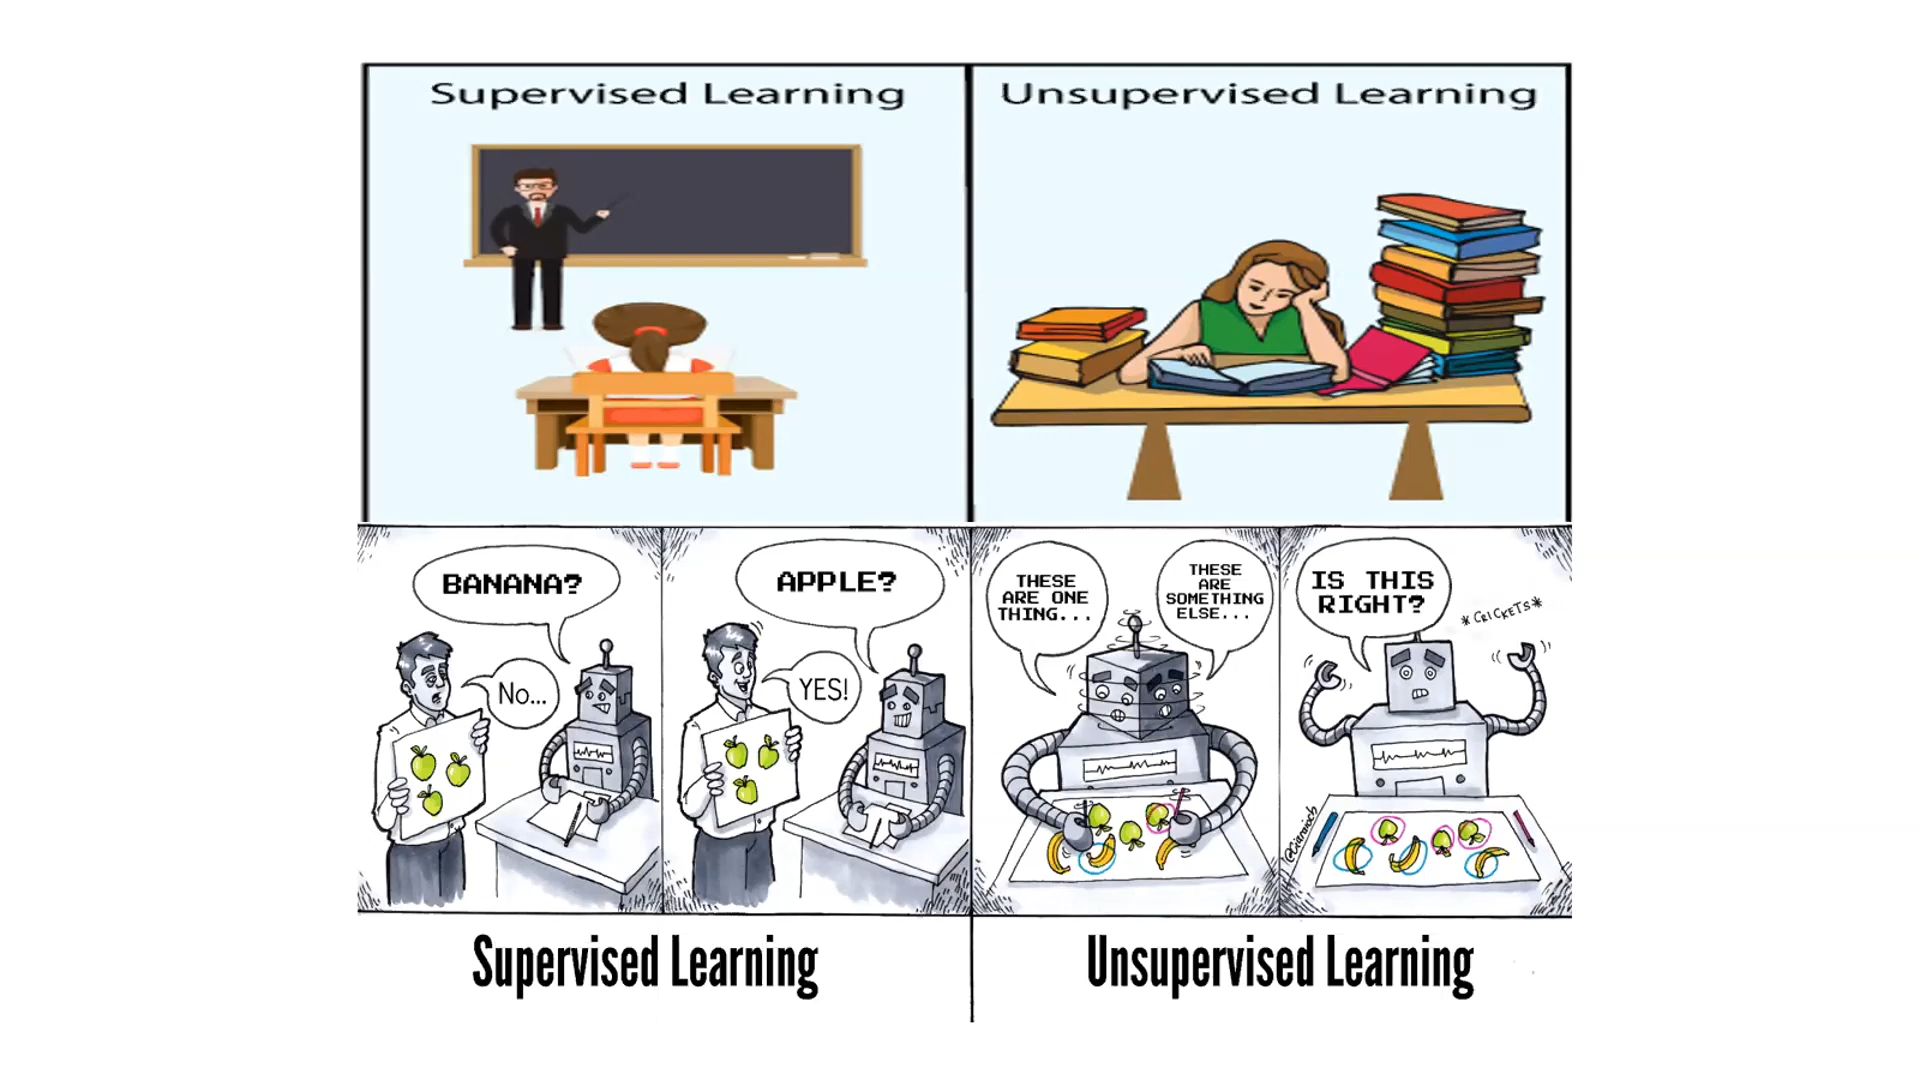 Supervised Learning
Unsupervised Learning
BANANA?
No...
APPLE?
YES!
THESE
ARE ONE
THING...
THESE
ARE
SOMETHING
ELSE...
IS THIS
RIGHT?
*CRICKETS*
Supervised Learning
Unsupervised Learning